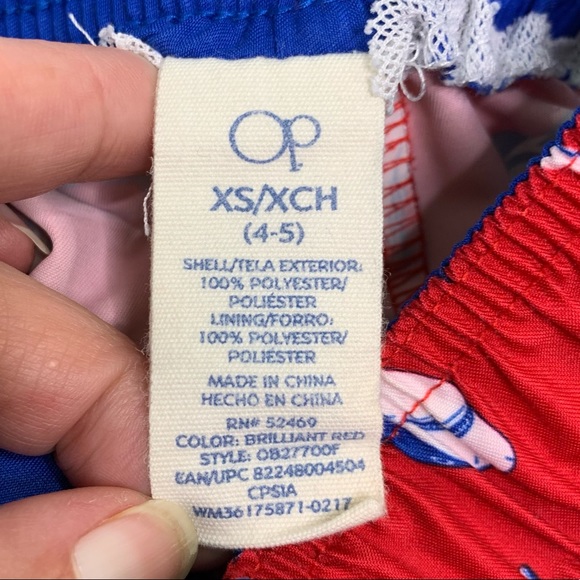 Op
XS/XCH
(4-5)
SHELL/TELA EXTERIOR:
100% POLYESTER/
POLIÉSTER
LINING/FORRO:
100% POLYESTER/
POLIÉSTER
MADE IN CHINA
HECHO EN CHINA
RN# 52469
COLOR: BRILLIANT RED
STYLE: OB27700F
EAN/UPC 82248004504
CPSIA
WM36175871-0217